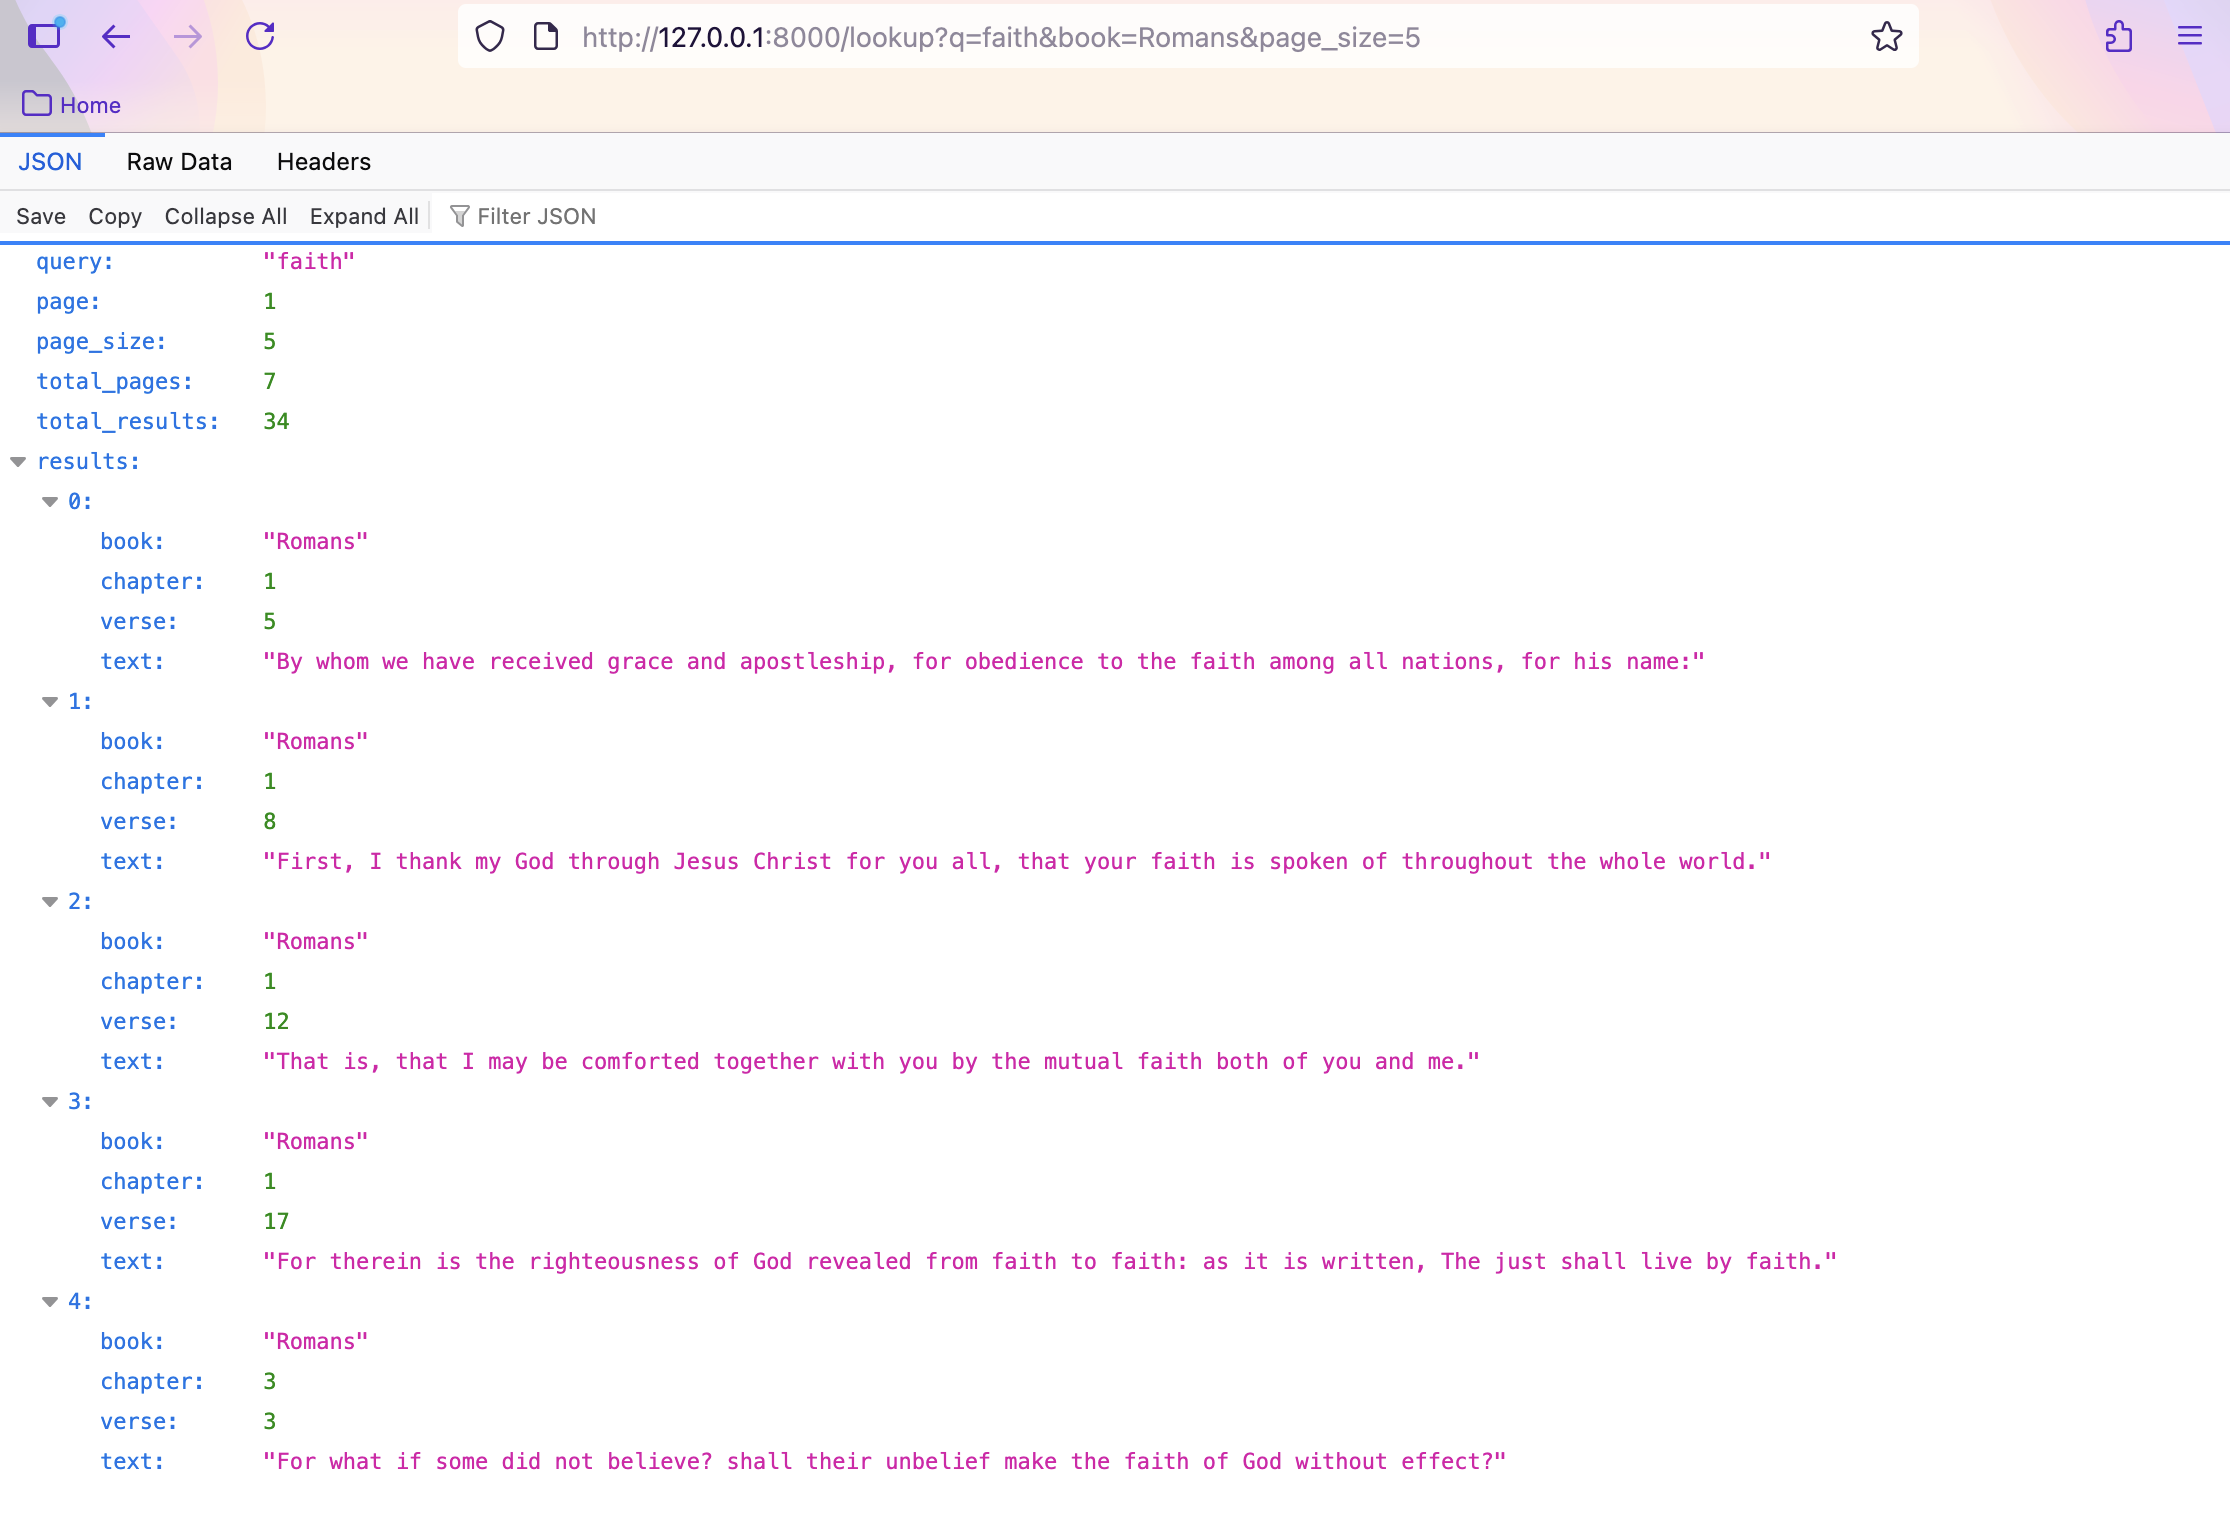 http://127.0.0.1:8000/lookup?q=faith&book=Romans&page_size=5
Home
JSON Raw Data Headers
Save Copy Collapse All Expand All Filter JSON
query: "faith"
page: 1
page_size: 5
total_pages: 7
total_results: 34
results:
0:
book: "Romans"
chapter: 1
verse: 5
text: "By whom we have received grace and apostleship, for obedience to the faith among all nations, for his name:"
1:
book: "Romans"
chapter: 1
verse: 8
text: "First, I thank my God through Jesus Christ for you all, that your faith is spoken of throughout the whole world."
2:
book: "Romans"
chapter: 1
verse: 12
text: "That is, that I may be comforted together with you by the mutual faith both of you and me."
3:
book: "Romans"
chapter: 1
verse: 17
text: "For therein is the righteousness of God revealed from faith to faith: as it is written, The just shall live by faith."
4:
book: "Romans"
chapter: 3
verse: 3
text: "For what if some did not believe? shall their unbelief make the faith of God without effect?"